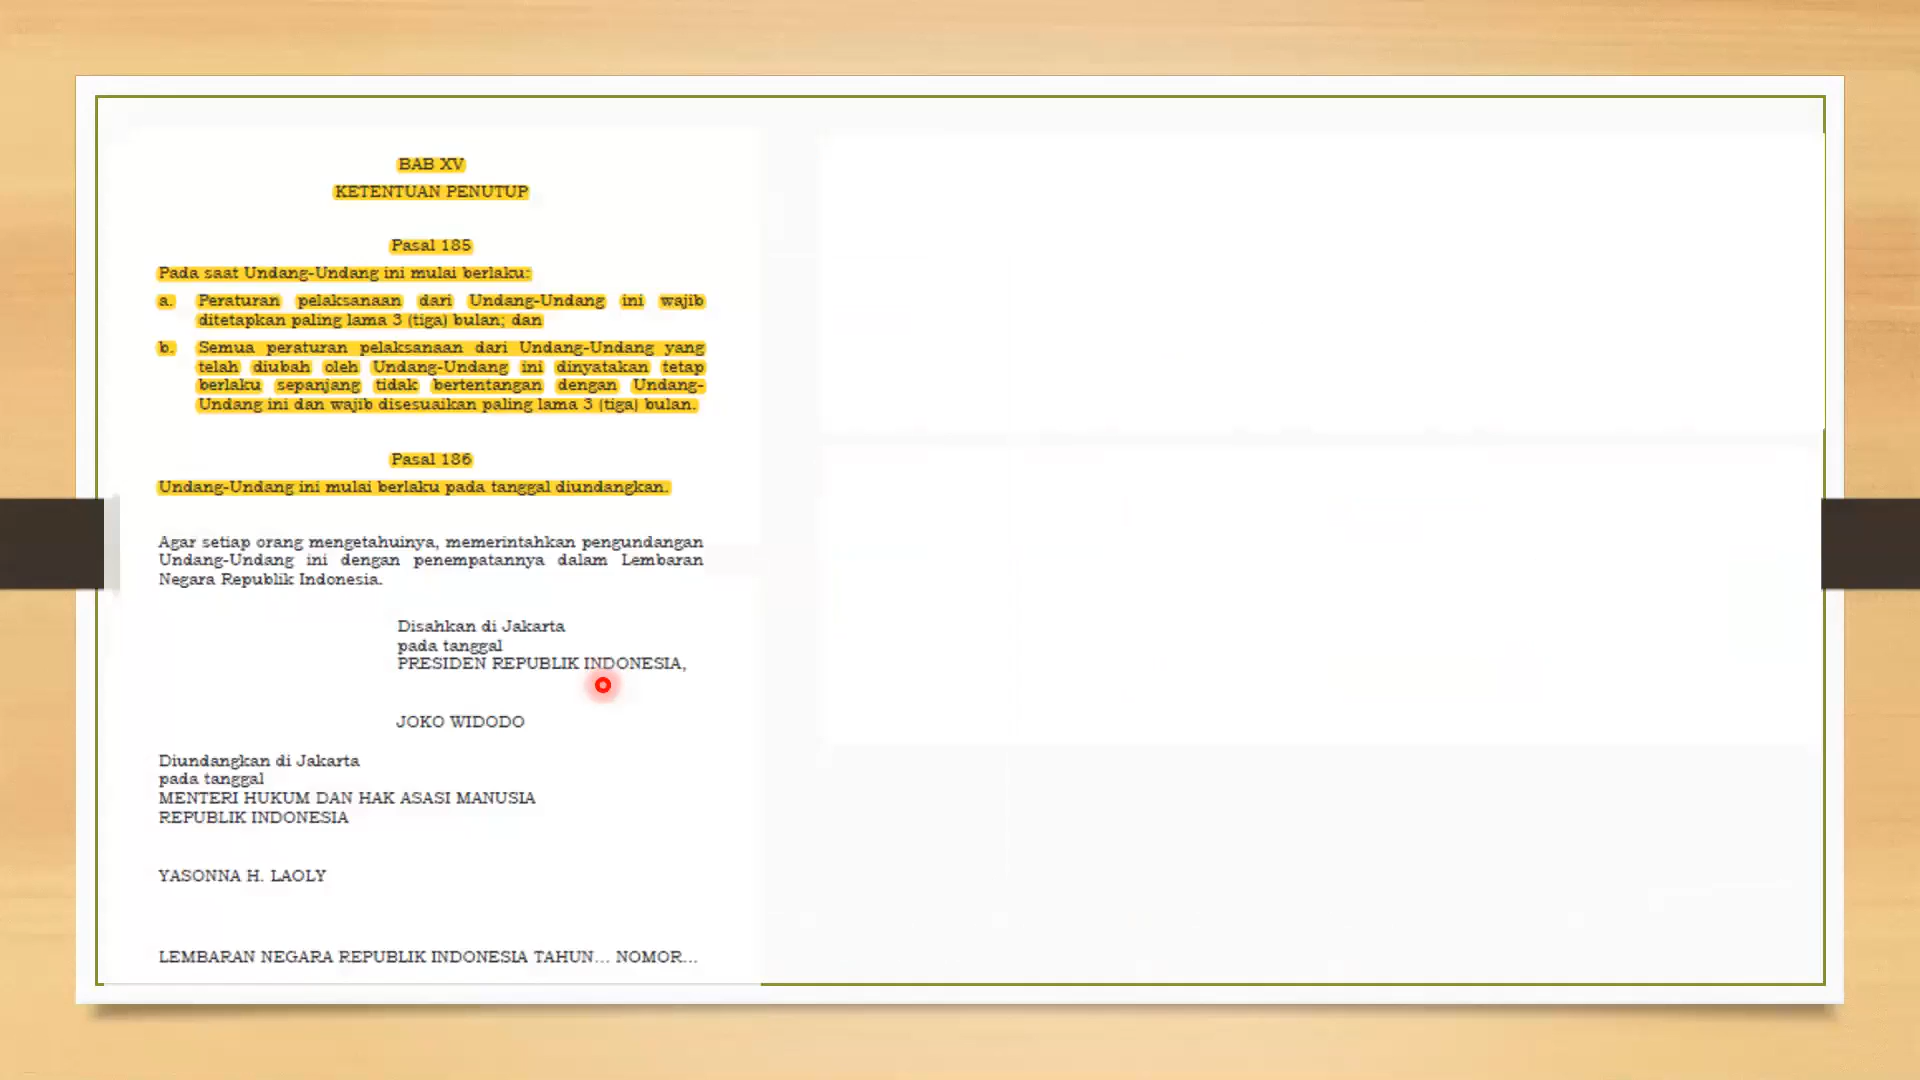 BAB XV
KETENTUAN PENUTUP
Pasal 185
Pada saat Undang-Undang ini mulai berlaku:
a. Peraturan pelaksanaan dari Undang-Undang ini wajib
ditetapkan paling lama 3 (tiga) bulan; dan
b. Semua peraturan pelaksanaan dari Undang-Undang yang
telah diubah oleh Undang-Undang ini dinyatakan tetap
berlaku sepanjang tidak bertentangan dengan Undang-
Undang ini dan wajib disesuaikan paling lama 3 (tiga) bulan.
Pasal 186
Undang-Undang ini mulai berlaku pada tanggal diundangkan.
Agar setiap orang mengetahuinya, memerintahkan pengundangan
Undang-Undang ini dengan penempatannya dalam Lembaran
Negara Republik Indonesia.
Disahkan di Jakarta
pada tanggal
PRESIDEN REPUBLIK INDONESIA,
JOKO WIDODO
Diundangkan di Jakarta
pada tanggal
MENTERI HUKUM DAN HAK ASASI MANUSIA
REPUBLIK INDONESIA
YASONNA H. LAOLY
LEMBARAN NEGARA REPUBLIK INDONESIA TAHUN... NOMOR...